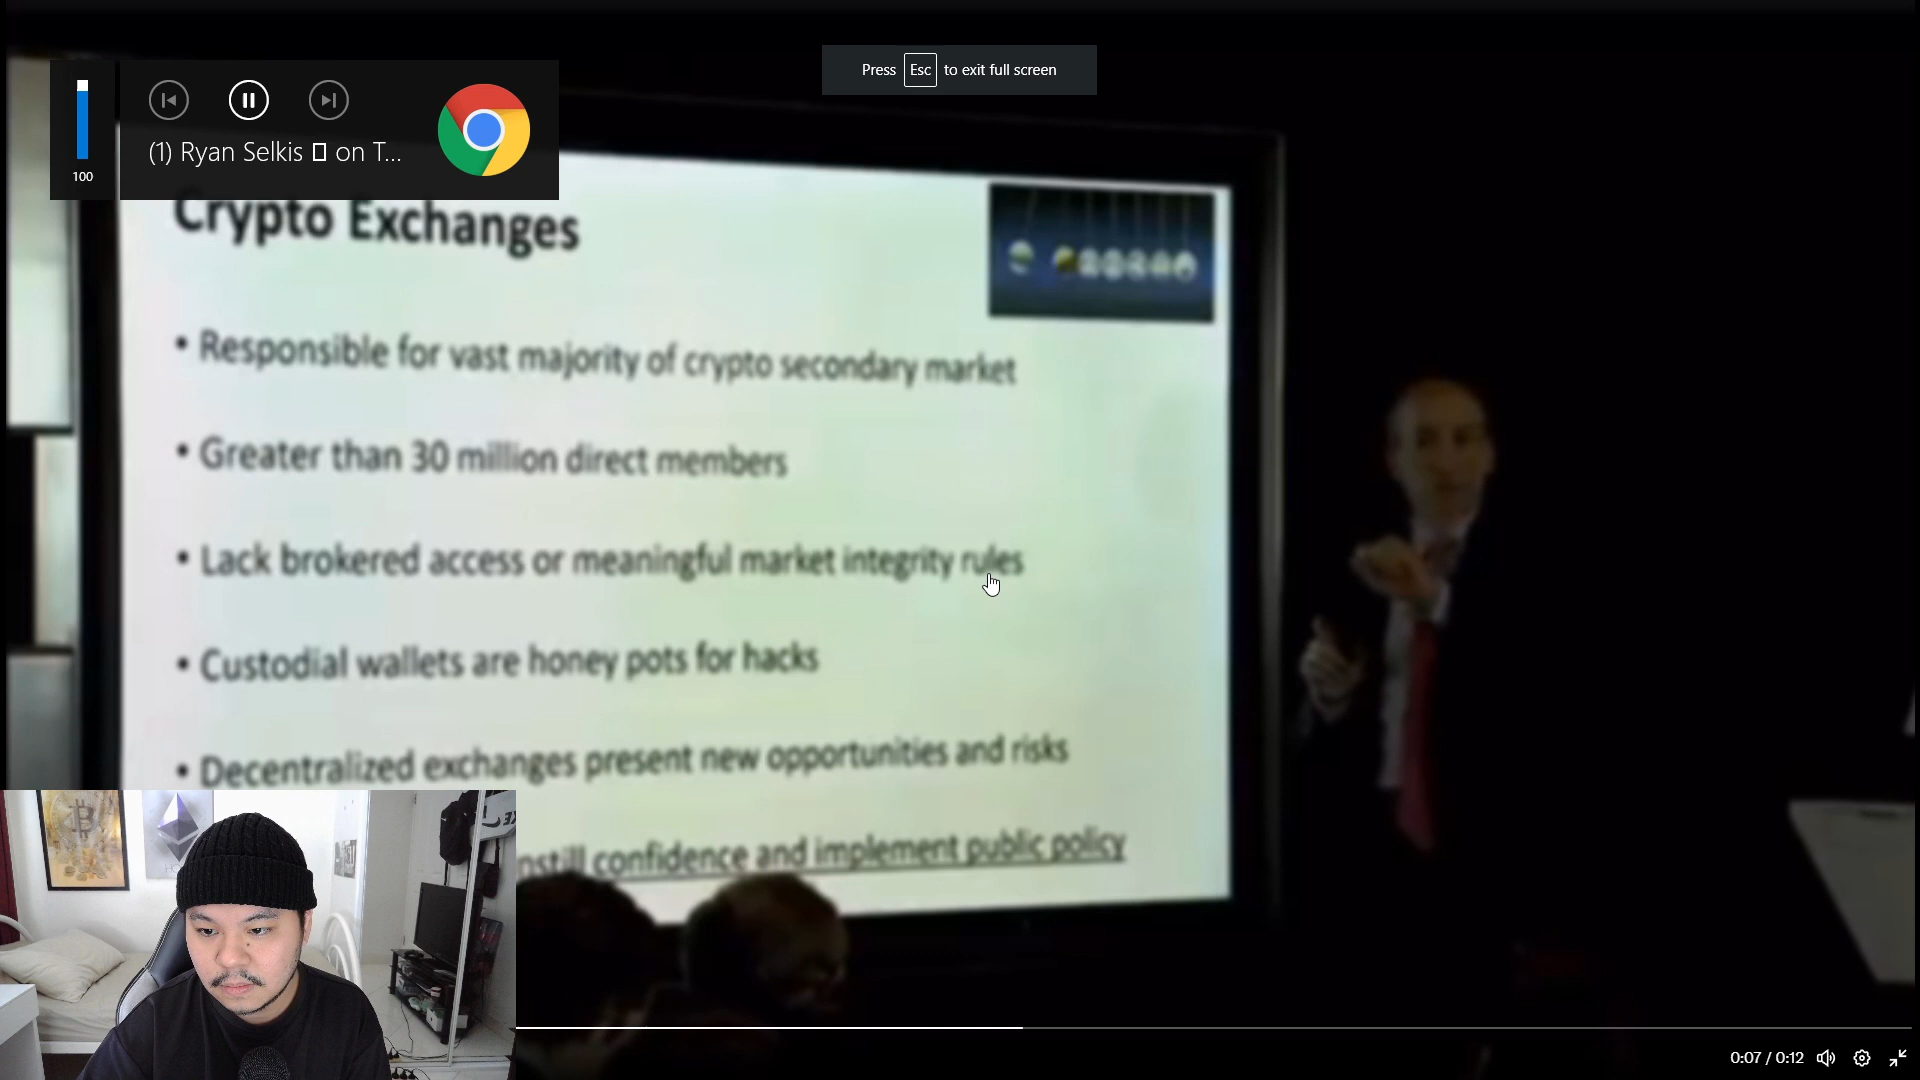 Press Esc to exit full screen
(1) Ryan Selkis on T...
100
Crypto Exchanges
• Responsible for vast majority of crypto secondary market
• Greater than 30 million direct members
• Lack brokered access or meaningful market integrity rules
• Custodial wallets are honey pots for hacks
• Decentralized exchanges present new opportunities and risks
nstill confidence and implement public policy
0:07 / 0:12